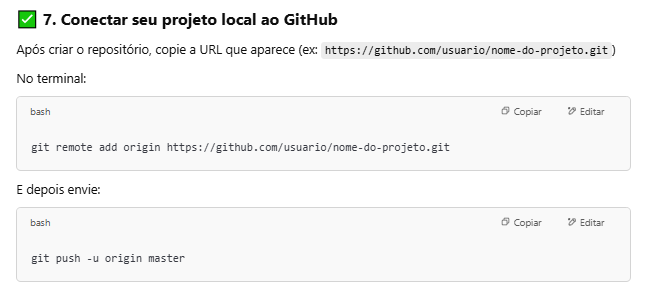 ✅ 7. Conectar seu projeto local ao GitHub
Após criar o repositório, copie a URL que aparece (ex: https://github.com/usuario/nome-do-projeto.git)
No terminal:
bash Copiar Editar
git remote add origin https://github.com/usuario/nome-do-projeto.git
E depois envie:
bash Copiar Editar
git push -u origin master